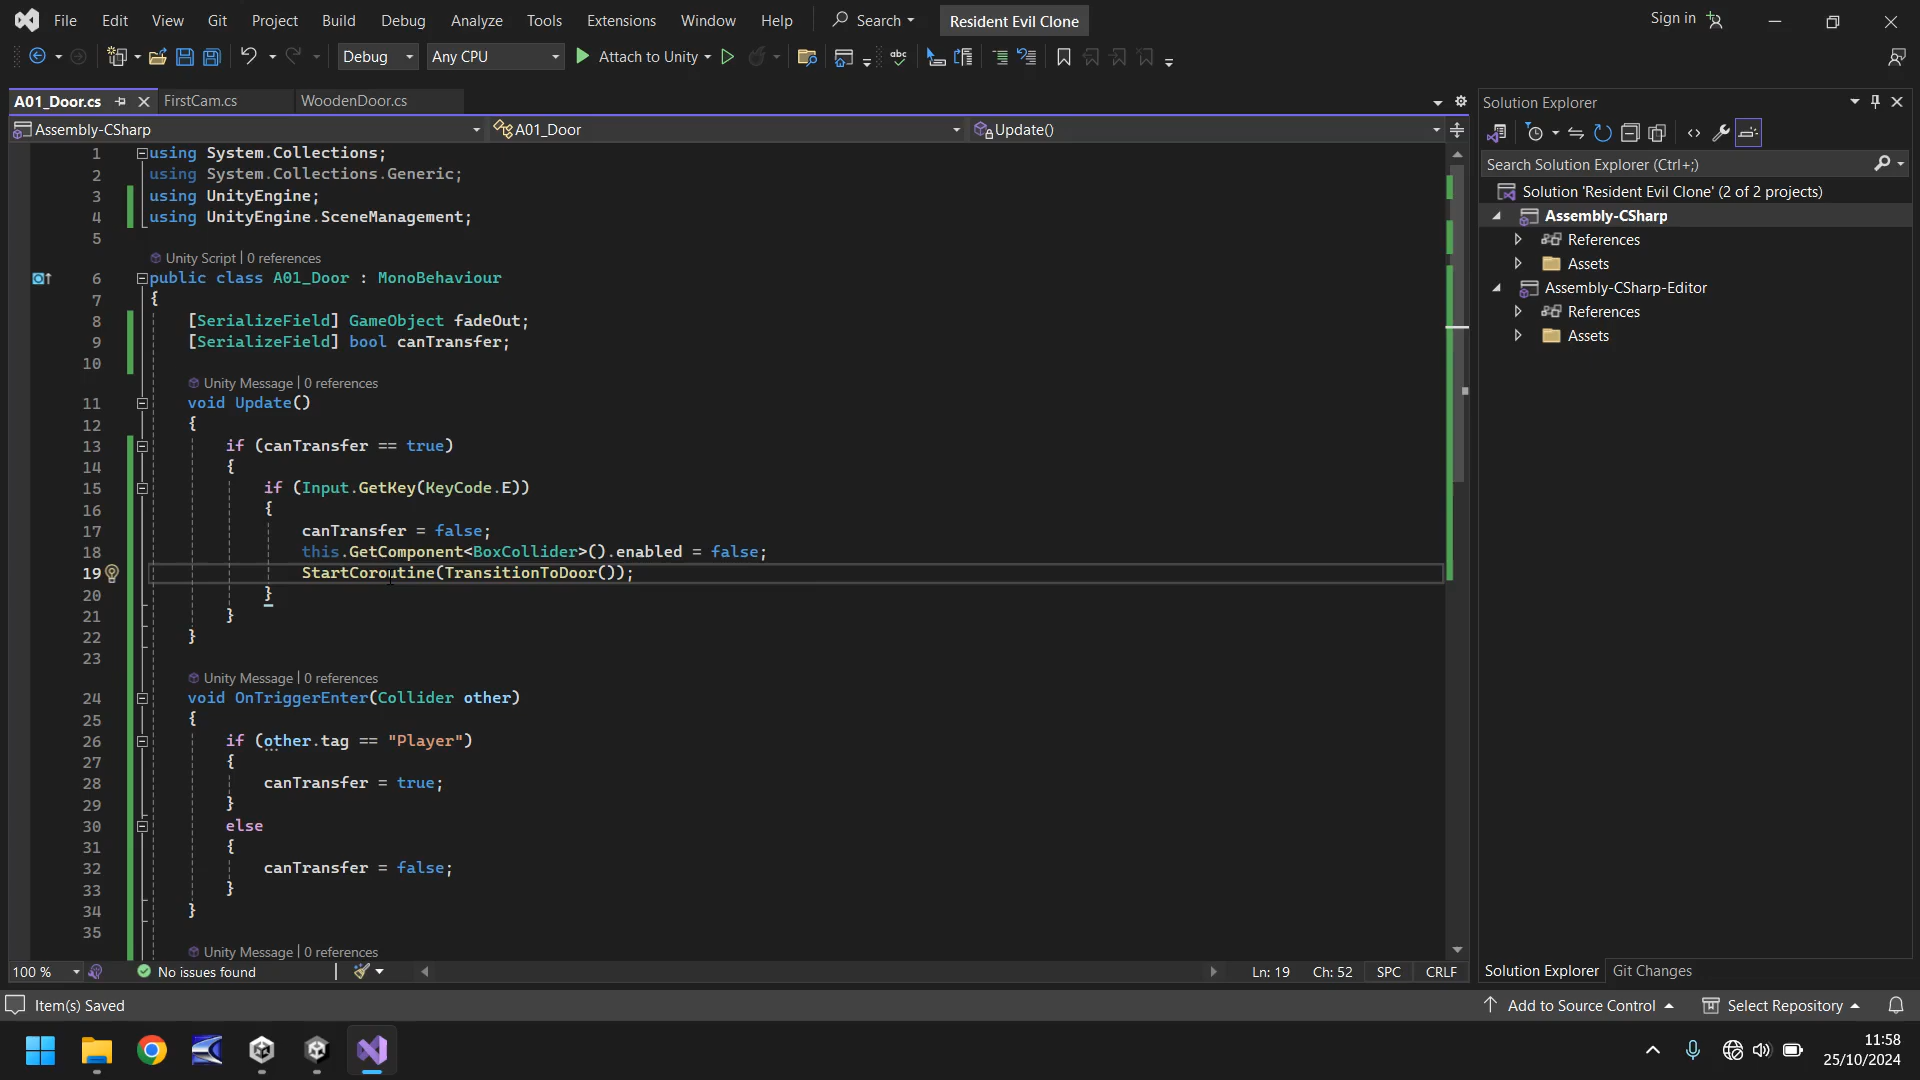 File Edit View Git Project Build Debug Test Analyze Tools Extensions Window Help Search Resident Evil Clone Sign in
Debug Any CPU Attach to Unity
A01_Door.cs FirstCam.cs WoodenDoor.cs
Assembly-CSharp A01_Door Update()
1 using System.Collections;
2 using System.Collections.Generic;
3 using UnityEngine;
4 using UnityEngine.SceneManagement;
5
Unity Script | 0 references
6 public class A01_Door : MonoBehaviour
7 {
8 [SerializeField] GameObject fadeOut;
9 [SerializeField] bool canTransfer;
10
Unity Message | 0 references
11 void Update()
12 {
13 if (canTransfer == true)
14 {
15 if (Input.GetKey(KeyCode.E))
16 {
17 canTransfer = false;
18 this.GetComponent<BoxCollider>().enabled = false;
19 StartCoroutine(TransitionToDoor());
20 }
21 }
22 }
23
Unity Message | 0 references
24 void OnTriggerEnter(Collider other)
25 {
26 if (other.tag == "Player")
27 {
28 canTransfer = true;
29 }
30 else
31 {
32 canTransfer = false;
33 }
34 }
35
Unity Message | 0 references
100 % No issues found Ln: 19 Ch: 52 SPC CRLF
Solution Explorer
Search Solution Explorer (Ctrl+;)
Solution 'Resident Evil Clone' (2 of 2 projects)
Assembly-CSharp
References
Assets
Assembly-CSharp-Editor
References
Assets
Solution Explorer Git Changes
Item(s) Saved Add to Source Control Select Repository
11:58
25/10/2024